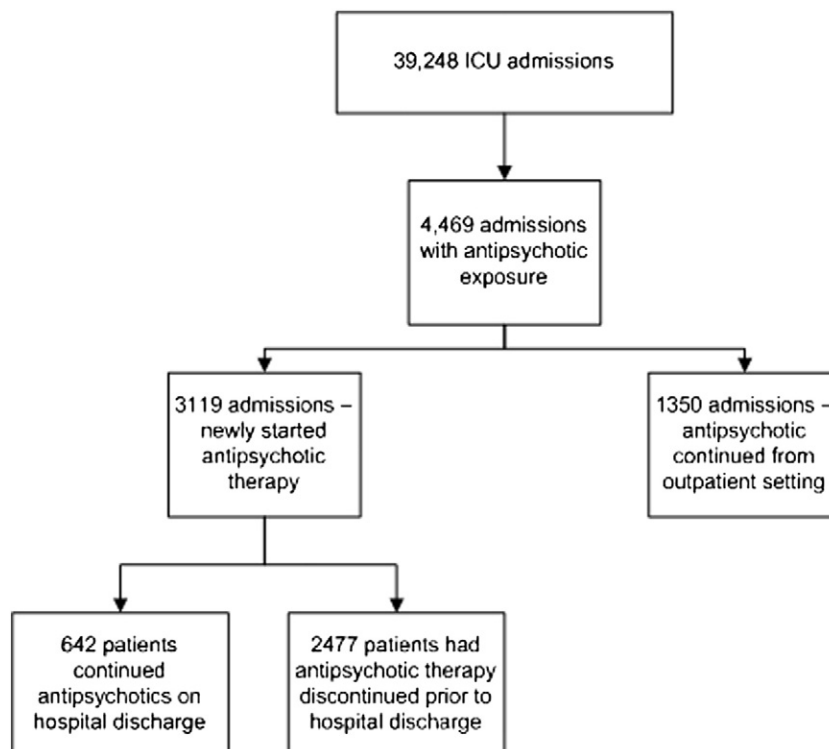 39,248 ICU admissions
4,469 admissions
with antipsychotic
exposure
3119 admissions –
newly started
antipsychotic
therapy
1350 admissions –
antipsychotic
continued from
outpatient setting
642 patients
continued
antipsychotics on
hospital discharge
2477 patients had
antipsychotic therapy
discontinued prior to
hospital discharge